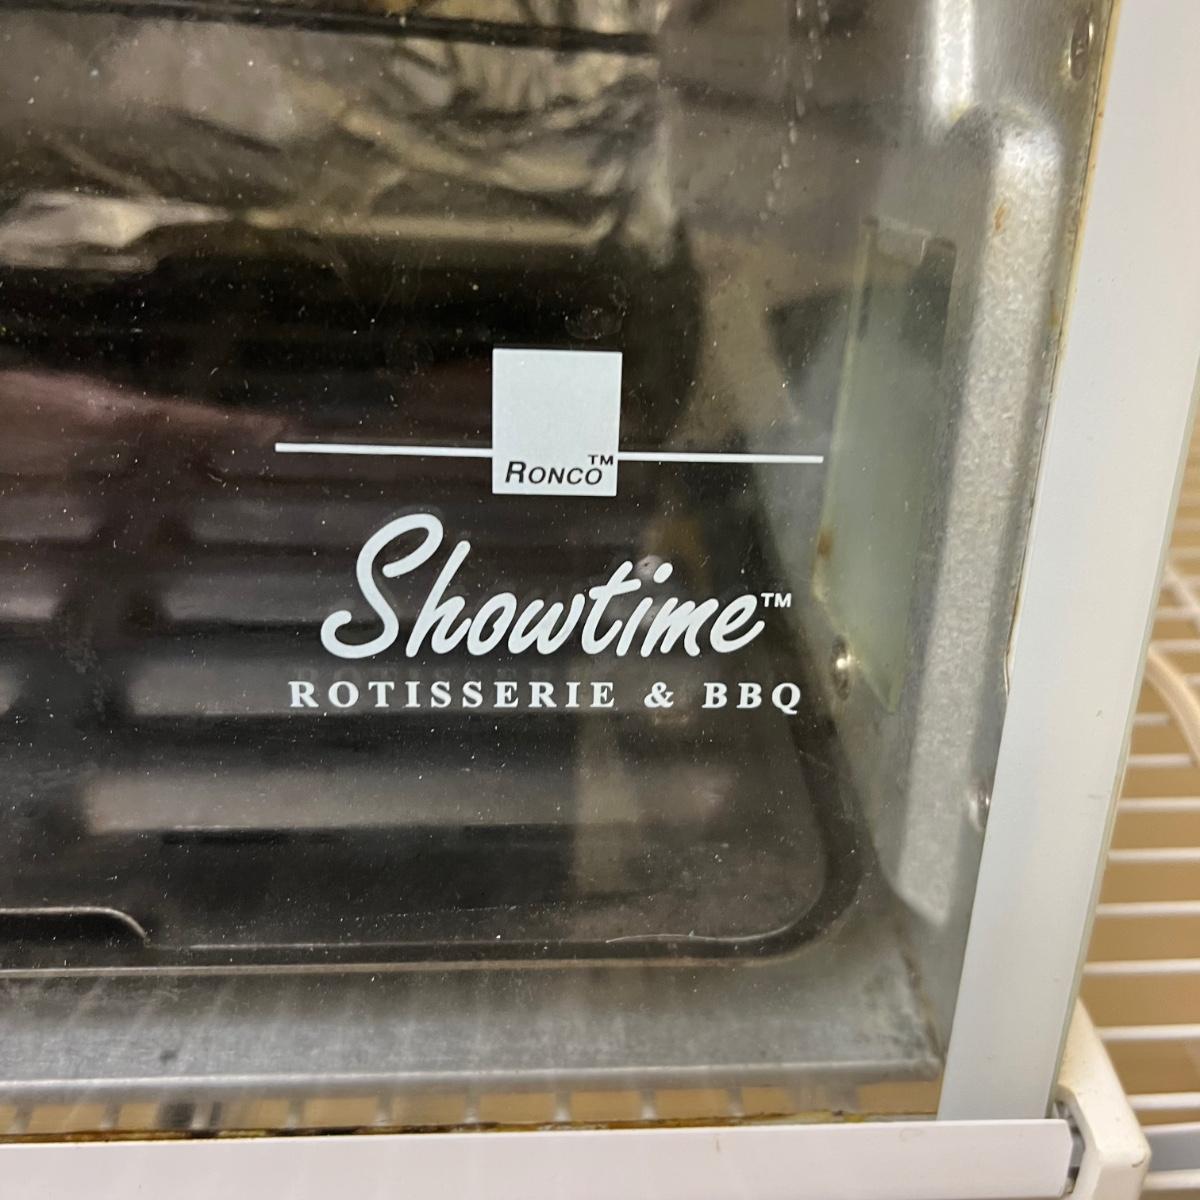 RONCO™
Showtime™
ROTISSERIE & BBQ